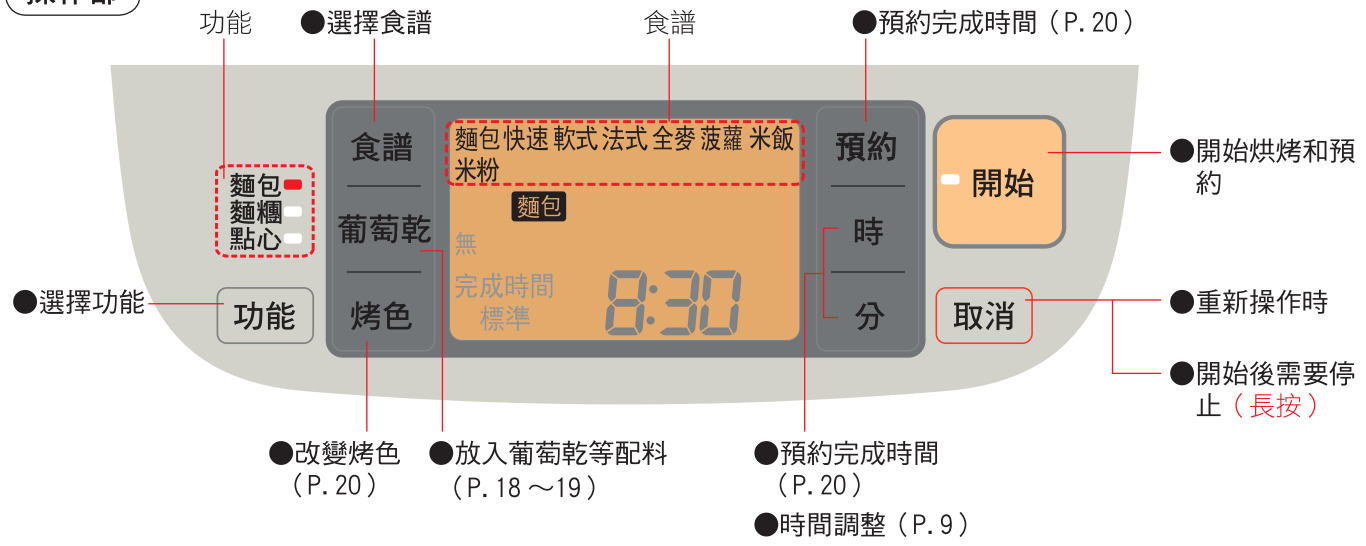 操作部
功能
●選擇食譜
食譜
●預約完成時間（P.20）
食譜
葡萄乾
烤色
麵包 快速 軟式 法式 全麥 菠蘿 米飯
米粉
麵包
無
完成時間
標準
8:30
預約
時
分
開始
●開始烘烤和預
約
麵包
麵糰
點心
●選擇功能
功能
取消
●重新操作時
●開始後需要停
止（長按）
●改變烤色
（P.20）
●放入葡萄乾等配料
（P.18～19）
●預約完成時間
（P.20）
●時間調整（P.9）